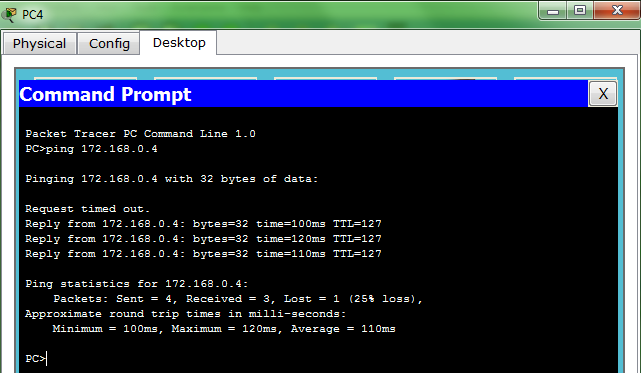 PC4
Physical Config Desktop
Command Prompt
X
Packet Tracer PC Command Line 1.0
PC>ping 172.168.0.4
Pinging 172.168.0.4 with 32 bytes of data:
Request timed out.
Reply from 172.168.0.4: bytes=32 time=100ms TTL=127
Reply from 172.168.0.4: bytes=32 time=120ms TTL=127
Reply from 172.168.0.4: bytes=32 time=110ms TTL=127
Ping statistics for 172.168.0.4:
Packets: Sent = 4, Received = 3, Lost = 1 (25% loss),
Approximate round trip times in milli-seconds:
Minimum = 100ms, Maximum = 120ms, Average = 110ms
PC>